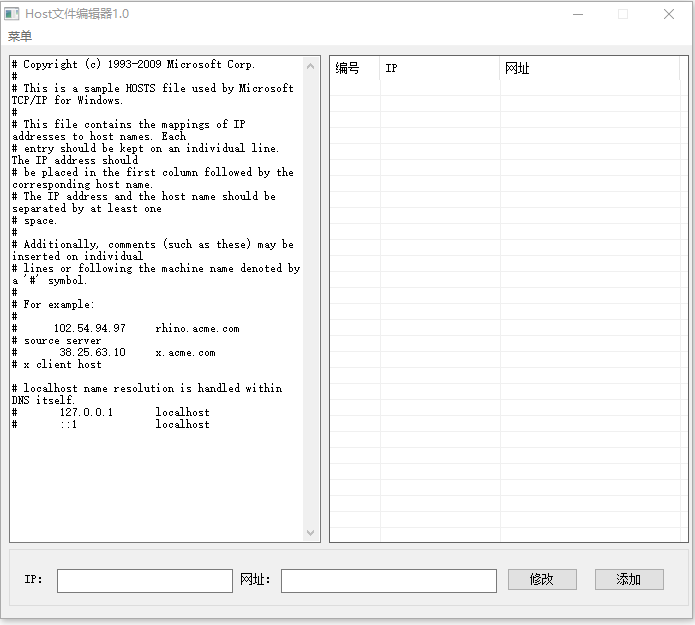 Host文件编辑器1.0
菜单
# Copyright (c) 1993-2009 Microsoft Corp.
#
# This is a sample HOSTS file used by Microsoft
TCP/IP for Windows.
#
# This file contains the mappings of IP
addresses to host names. Each
# entry should be kept on an individual line.
The IP address should
# be placed in the first column followed by the
corresponding host name.
# The IP address and the host name should be
separated by at least one
# space.
#
# Additionally, comments (such as these) may be
inserted on individual
# lines or following the machine name denoted by
a '#' symbol.
#
# For example:
#
#      102.54.94.97     rhino.acme.com
# source server
#       38.25.63.10     x.acme.com
# x client host

# localhost name resolution is handled within
DNS itself.
#       127.0.0.1       localhost
#       ::1             localhost
编号 IP 网址
IP: 网址: 修改 添加